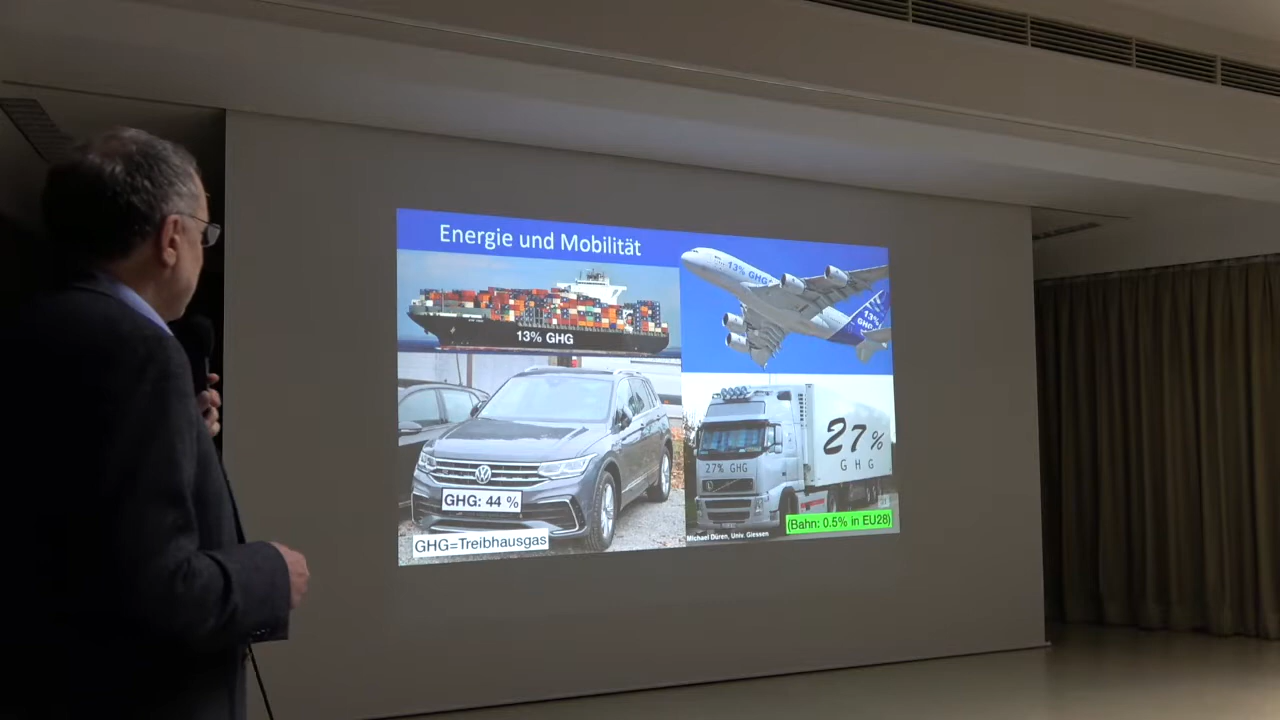 Energie und Mobilität
13% GHG
13% GHG
13%
GHG
27%
GHG
27% GHG
GHG: 44 %
(Bahn: 0.5% in EU28)
GHG=Treibhausgas
Michael Düren, Univ. Giessen